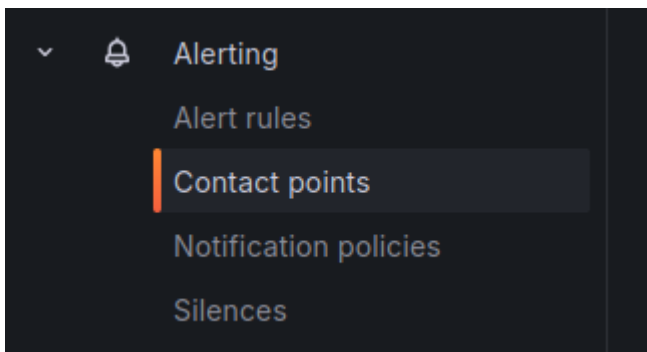 Alerting
Alert rules
Contact points
Notification policies
Silences